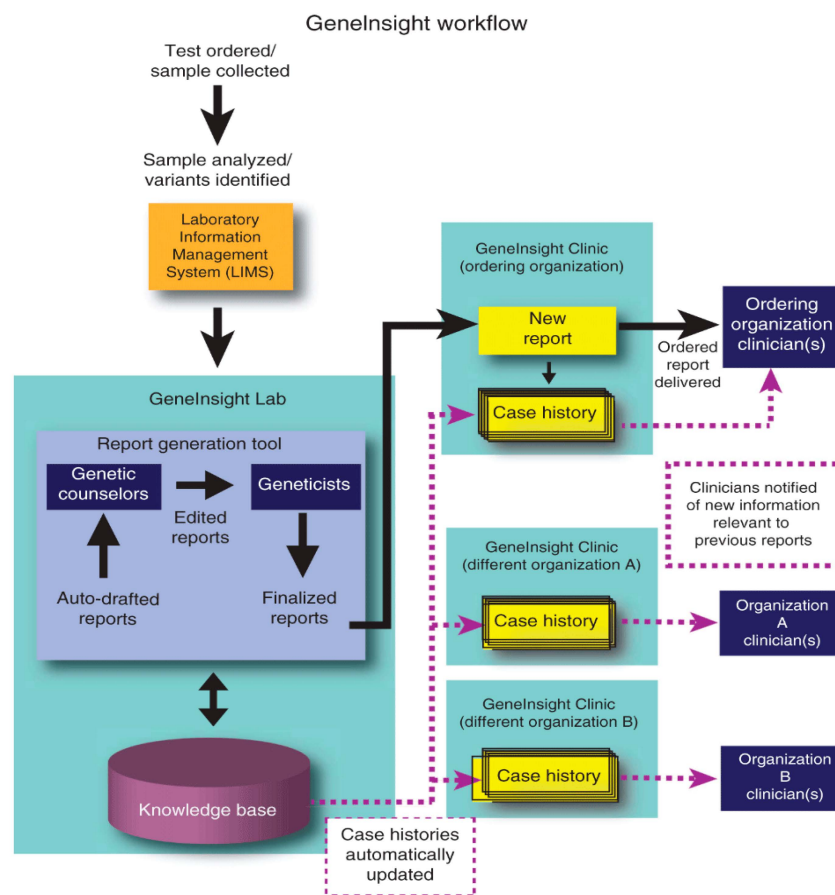 GeneInsight workflow
Test ordered/
sample collected
Sample analyzed/
variants identified
Laboratory
Information
Management
System (LIMS)
GeneInsight Lab
Report generation tool
Genetic
counselors
Edited
reports
Geneticists
Auto-drafted
reports
Finalized
reports
Knowledge base
Case histories
automatically
updated
GeneInsight Clinic
(ordering organization)
New
report
Case history
Ordered
report
delivered
Ordering
organization
clinician(s)
Clinicians notified
of new information
relevant to
previous reports
GeneInsight Clinic
(different organization A)
Case history
Organization
A
clinician(s)
GeneInsight Clinic
(different organization B)
Case history
Organization
B
clinician(s)